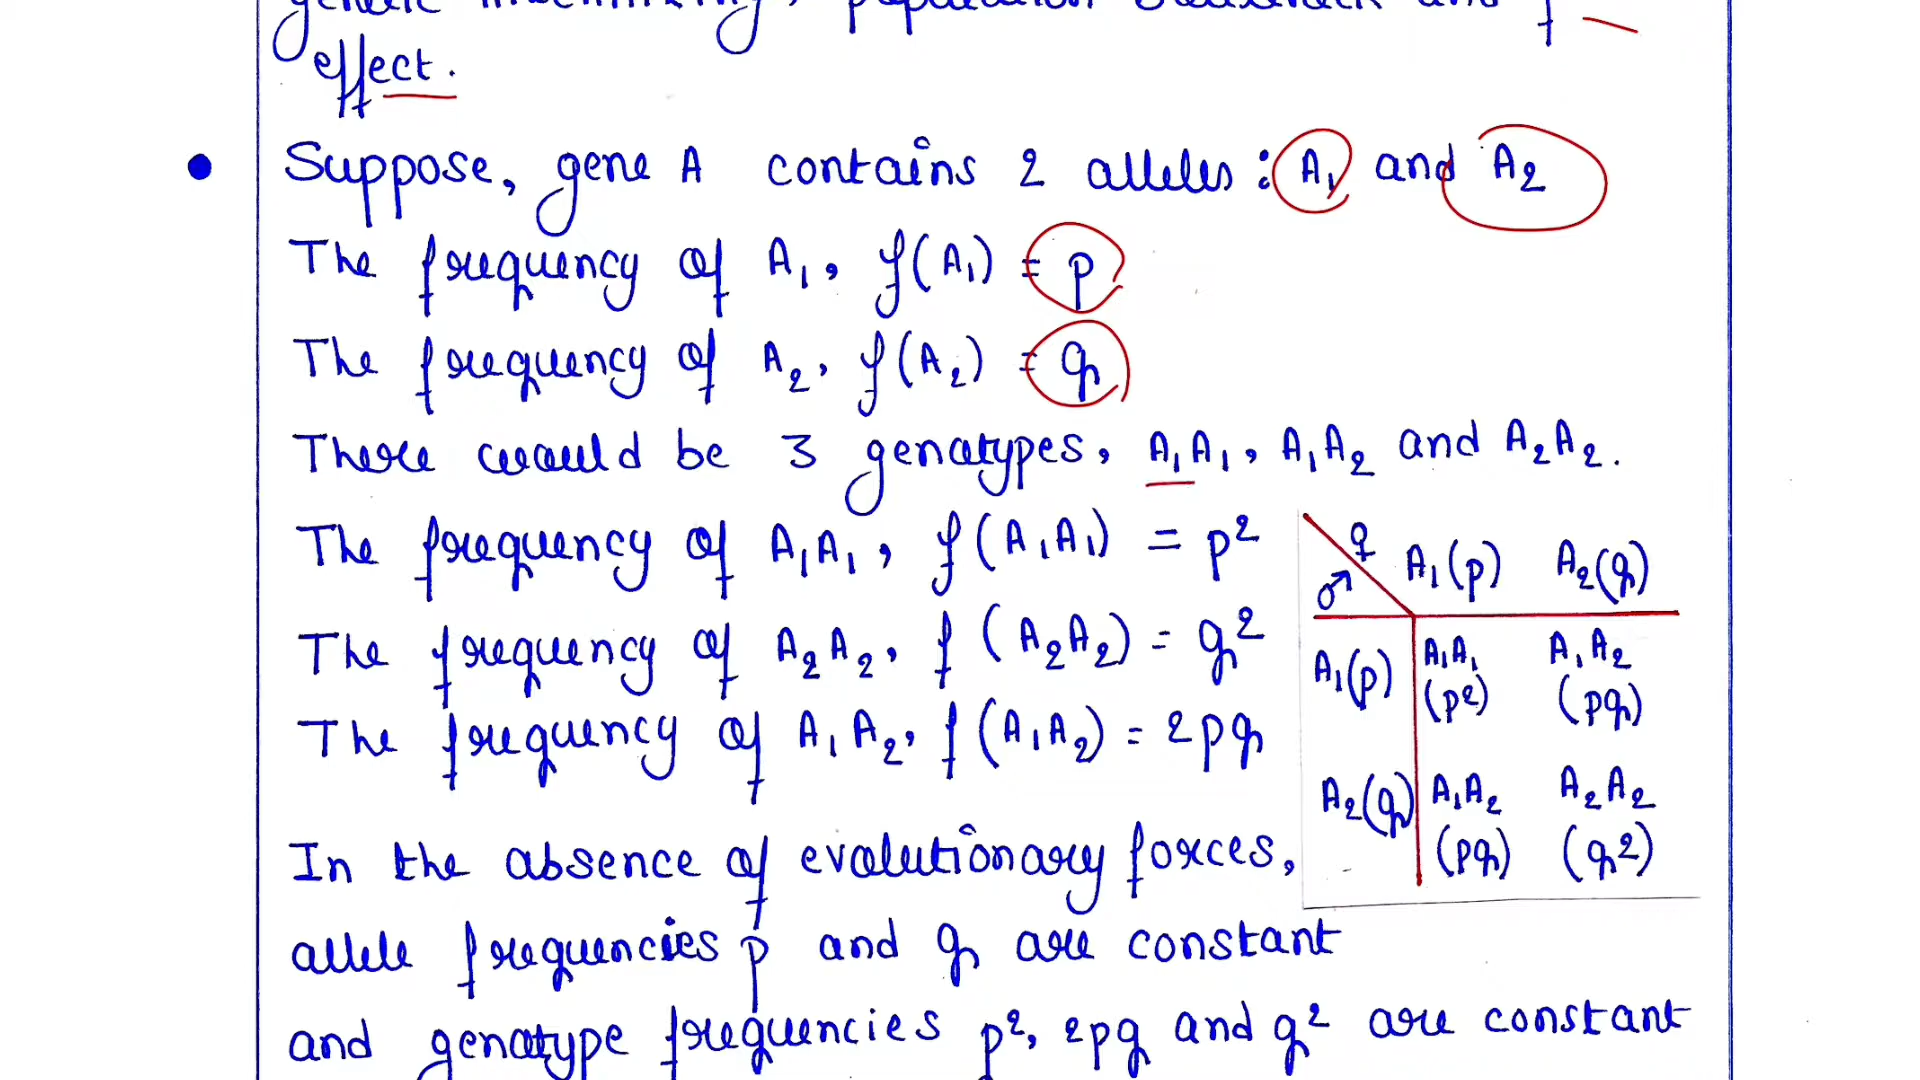 effect.
• Suppose, gene A contains 2 alleles: A₁ and A₂
The frequency of A₁, f(A₁) = p
The frequency of A₂, f(A₂) = q
There would be 3 genotypes, A₁A₁, A₁A₂ and A₂A₂.
The frequency of A₁A₁, f(A₁A₁) = p²
The frequency of A₂A₂, f(A₂A₂) = q²
The frequency of A₁A₂, f(A₁A₂) = 2pq
♀ A₁(p) A₂(q)
♂
A₁(p) A₁A₁ A₁A₂
(p²) (pq)
A₂(q) A₁A₂ A₂A₂
(pq) (q²)
In the absence of evolutionary forces,
allele frequencies p and q are constant
and genotype frequencies p², 2pq and q² are constant